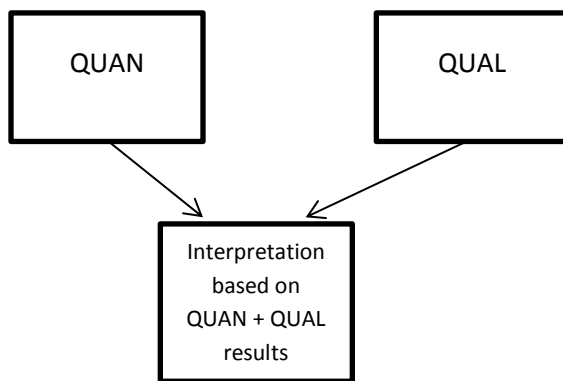 QUAN
QUAL
Interpretation
based on
QUAN + QUAL
results